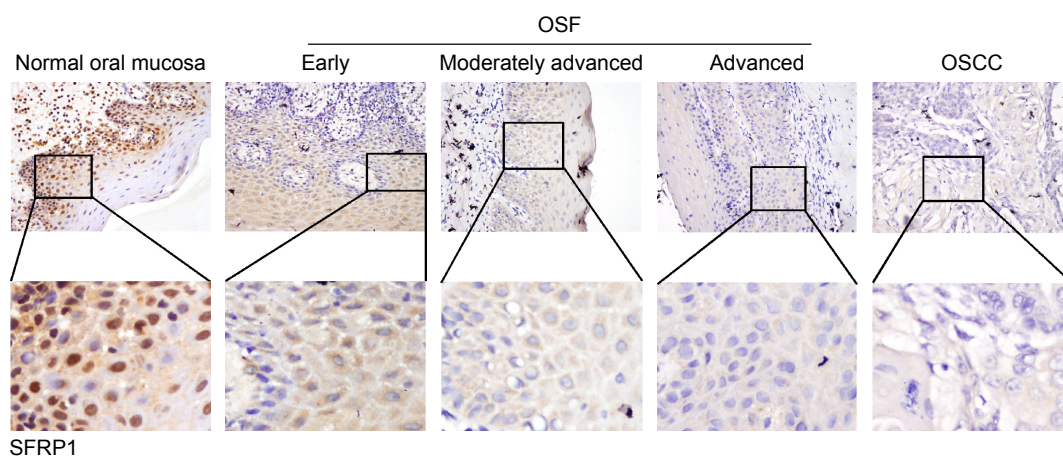 OSF
Normal oral mucosa
Early
Moderately advanced
Advanced
OSCC
SFRP1